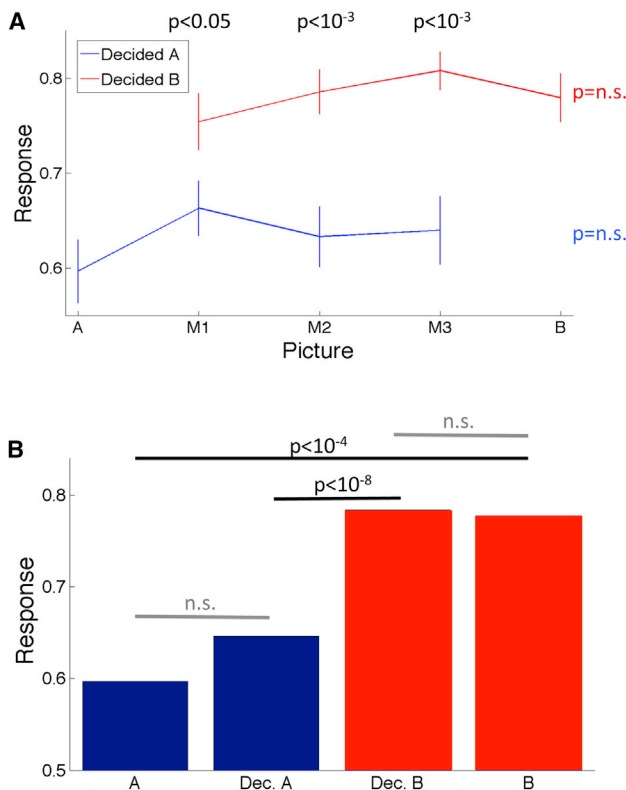 A
p<0.05 p<10⁻³ p<10⁻³
Decided A
Decided B
p=n.s.
p=n.s.
Response
0.8
0.7
0.6
A M1 M2 M3 B
Picture
B
n.s.
p<10⁻⁴
p<10⁻⁸
n.s.
Response
0.8
0.7
0.6
0.5
A Dec. A Dec. B B